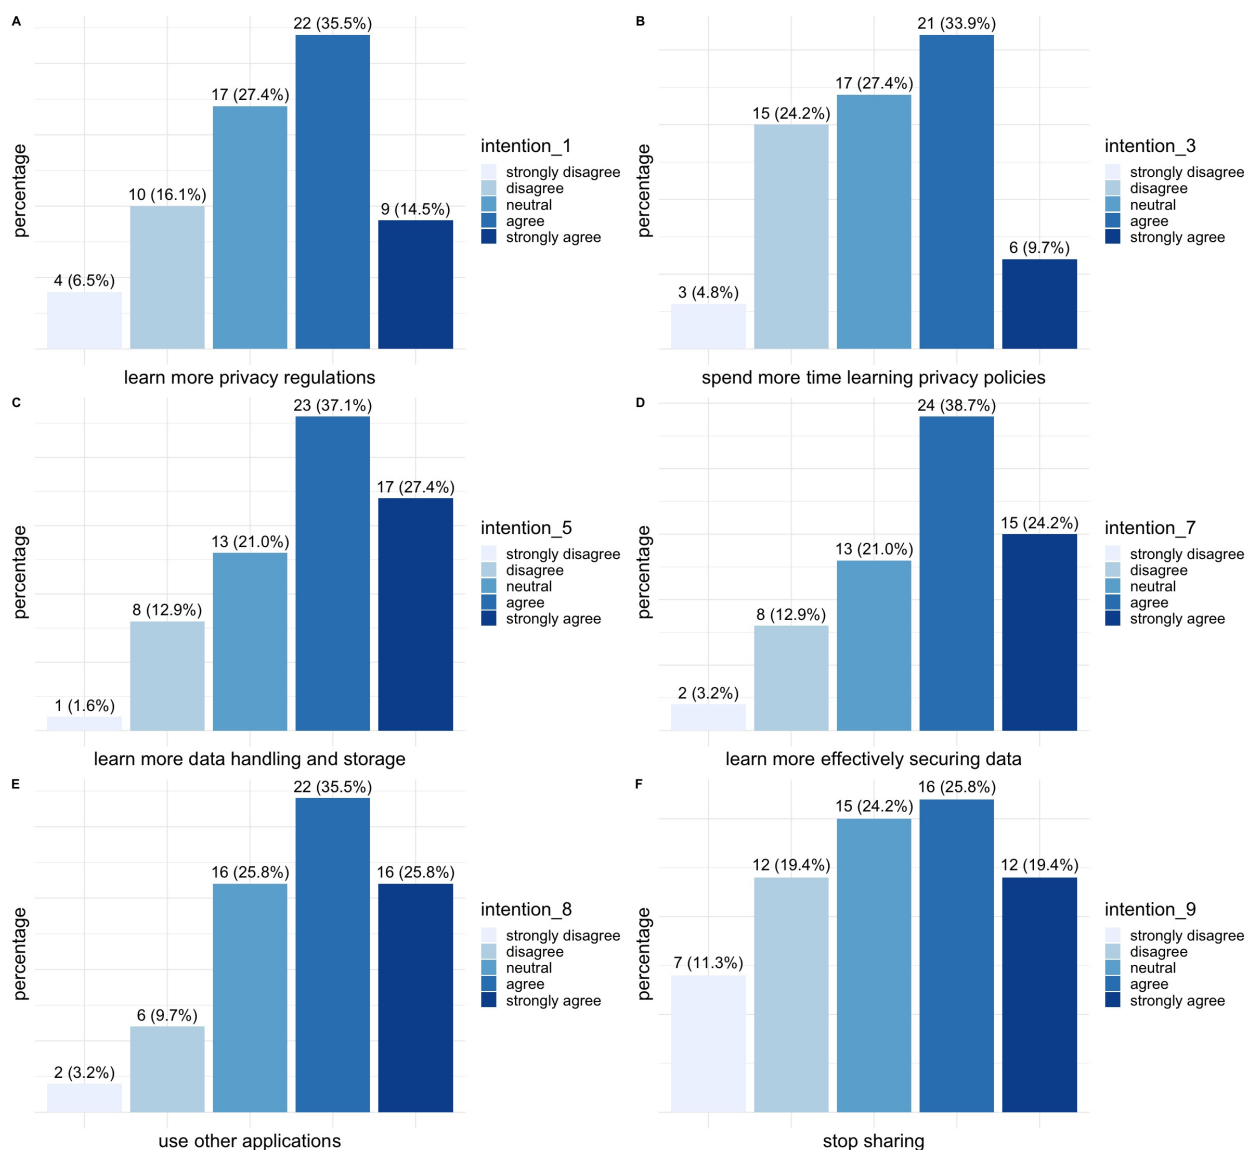 A
22 (35.5%)
17 (27.4%)
10 (16.1%)
9 (14.5%)
4 (6.5%)
percentage
learn more privacy regulations
intention_1
strongly disagree
disagree
neutral
agree
strongly agree
B
21 (33.9%)
17 (27.4%)
15 (24.2%)
6 (9.7%)
3 (4.8%)
percentage
spend more time learning privacy policies
intention_3
strongly disagree
disagree
neutral
agree
strongly agree
C
23 (37.1%)
17 (27.4%)
13 (21.0%)
8 (12.9%)
1 (1.6%)
percentage
learn more data handling and storage
intention_5
strongly disagree
disagree
neutral
agree
strongly agree
D
24 (38.7%)
15 (24.2%)
13 (21.0%)
8 (12.9%)
2 (3.2%)
percentage
learn more effectively securing data
intention_7
strongly disagree
disagree
neutral
agree
strongly agree
E
22 (35.5%)
16 (25.8%)
16 (25.8%)
6 (9.7%)
2 (3.2%)
percentage
use other applications
intention_8
strongly disagree
disagree
neutral
agree
strongly agree
F
16 (25.8%)
15 (24.2%)
12 (19.4%)
12 (19.4%)
7 (11.3%)
percentage
stop sharing
intention_9
strongly disagree
disagree
neutral
agree
strongly agree